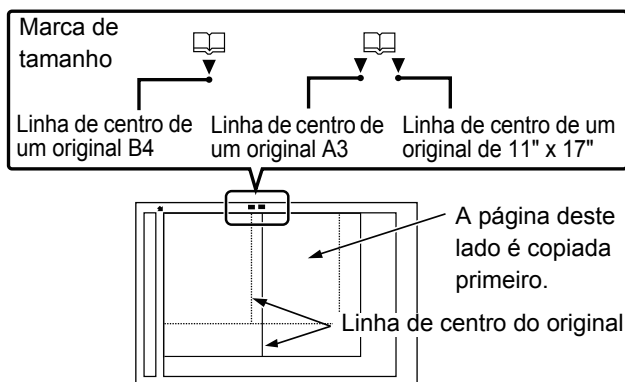 Marca de
tamanho
Linha de centro de
um original B4
Linha de centro de
um original A3
Linha de centro de um
original de 11" x 17"
A página deste
lado é copiada
primeiro.
Linha de centro do original